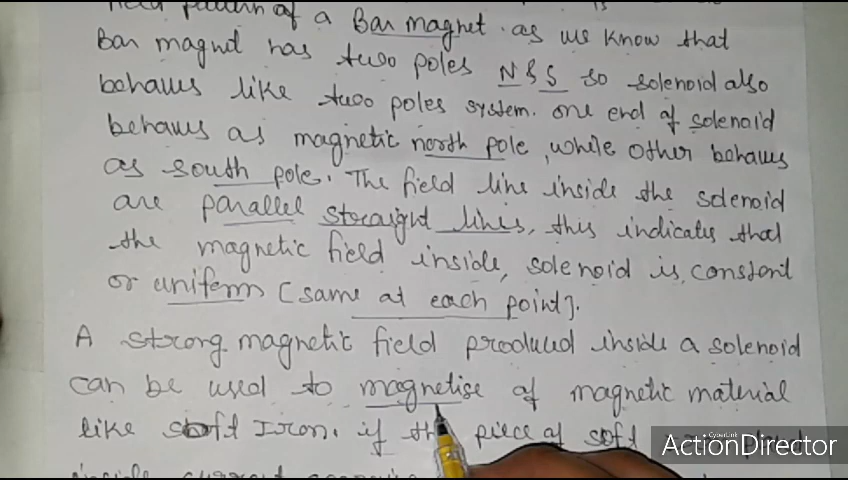 field pattern of a Bar magnet. as we know that
Bar magnet has two poles N & S so solenoid also
behaves like two poles system. one end of solenoid
behaves as magnetic north pole, while other behaves
as south pole. The field line inside the solenoid
are parallel straight lines, this indicates that
the magnetic field inside, solenoid is, constant
or uniform [same at each point].
A strong magnetic field produced inside a solenoid
can be used to magnetise of magnetic material
like soft Iron. if the piece of soft
inside current
CyberLink
ActionDirector